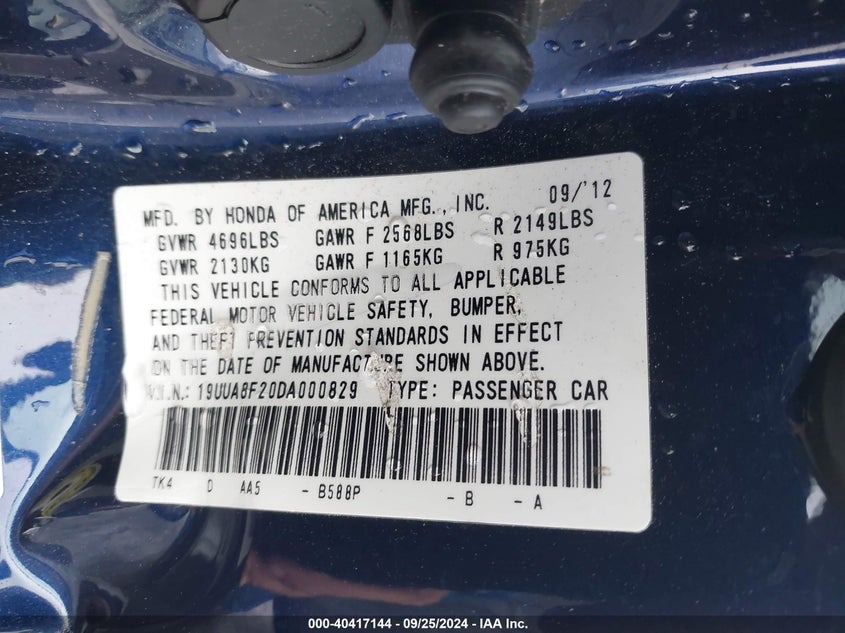 MFD. BY HONDA OF AMERICA MFG., INC. 09/'12
GVWR 4696LBS GAWR F 2568LBS R 2149LBS
GVWR 2130KG GAWR F 1165KG R 975KG
THIS VEHICLE CONFORMS TO ALL APPLICABLE
FEDERAL MOTOR VEHICLE SAFETY, BUMPER,
AND THEFT PREVENTION STANDARDS IN EFFECT
ON THE DATE OF MANUFACTURE SHOWN ABOVE.
V.I.N.: 19UUA8F20DA000829 TYPE: PASSENGER CAR
TK4 D AA5 - B588P - B - A
000-40417144 - 09/25/2024 - IAA Inc.